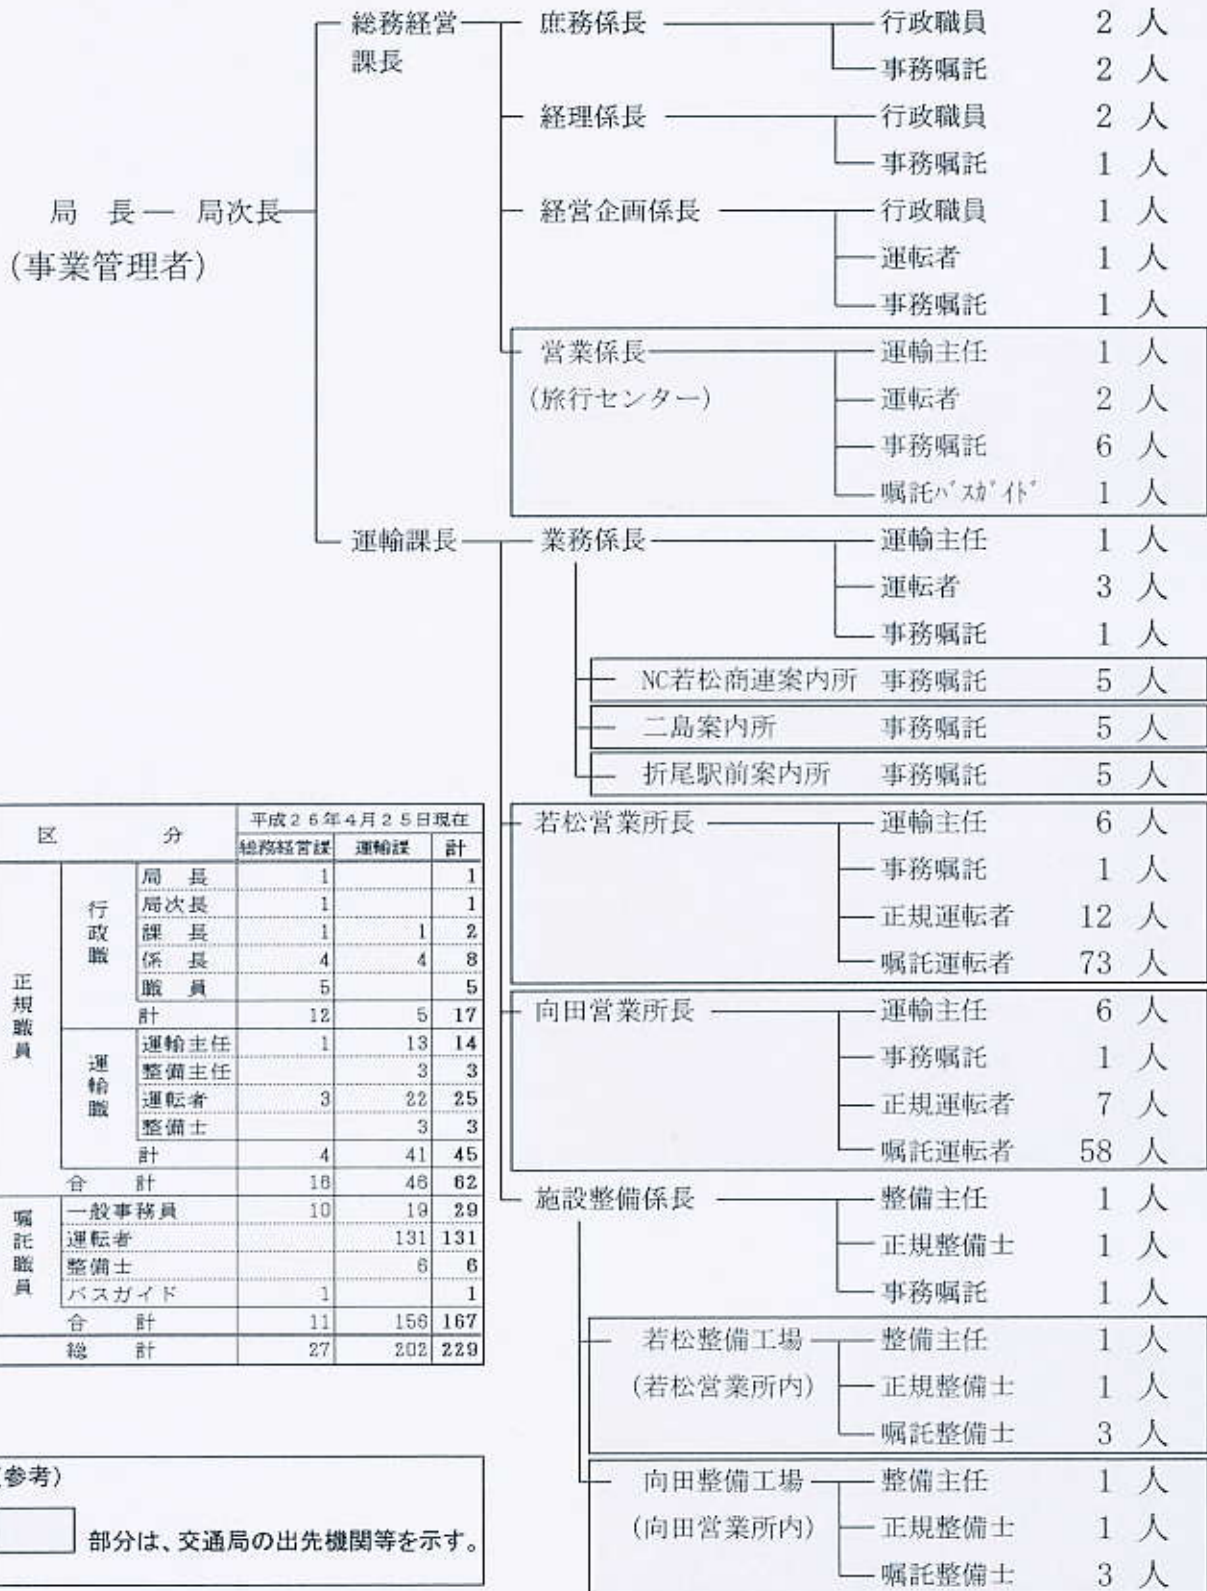 総務経営 庶務係長 行政職員 2 人
課長 事務嘱託 2 人
経理係長 行政職員 2 人
事務嘱託 1 人
局 長 局次長 経営企画係長 行政職員 1 人
(事業管理者) 運転者 1 人
事務嘱託 1 人
営業係長 運輸主任 1 人
(旅行センター) 運転者 2 人
事務嘱託 6 人
嘱託バスガイド 1 人
運輸課長 業務係長 運輸主任 1 人
運転者 3 人
事務嘱託 1 人
NC若松商連案内所 事務嘱託 5 人
二島案内所 事務嘱託 5 人
折尾駅前案内所 事務嘱託 5 人
若松営業所長 運輸主任 6 人
事務嘱託 1 人
正規運転者 12 人
嘱託運転者 73 人
向田営業所長 運輸主任 6 人
事務嘱託 1 人
正規運転者 7 人
嘱託運転者 58 人
施設整備係長 整備主任 1 人
正規整備士 1 人
事務嘱託 1 人
若松整備工場 整備主任 1 人
(若松営業所内) 正規整備士 1 人
嘱託整備士 3 人
向田整備工場 整備主任 1 人
(向田営業所内) 正規整備士 1 人
嘱託整備士 3 人
区 分 平成26年4月25日現在
総務経営課 運輸課 計
正規職員 行政職 局 長 1 1
局次長 1 1
課 長 1 1 2
係 長 4 4 8
職 員 5 5
計 12 5 17
運輸職 運輸主任 1 13 14
整備主任 3 3
運転者 3 22 25
整備士 3 3
計 4 41 45
合 計 16 46 62
嘱託職員 一般事務員 10 19 29
運転者 131 131
整備士 6 6
バスガイド 1 1
合 計 11 156 167
総 計 27 202 229
(参考)
部分は、交通局の出先機関等を示す。